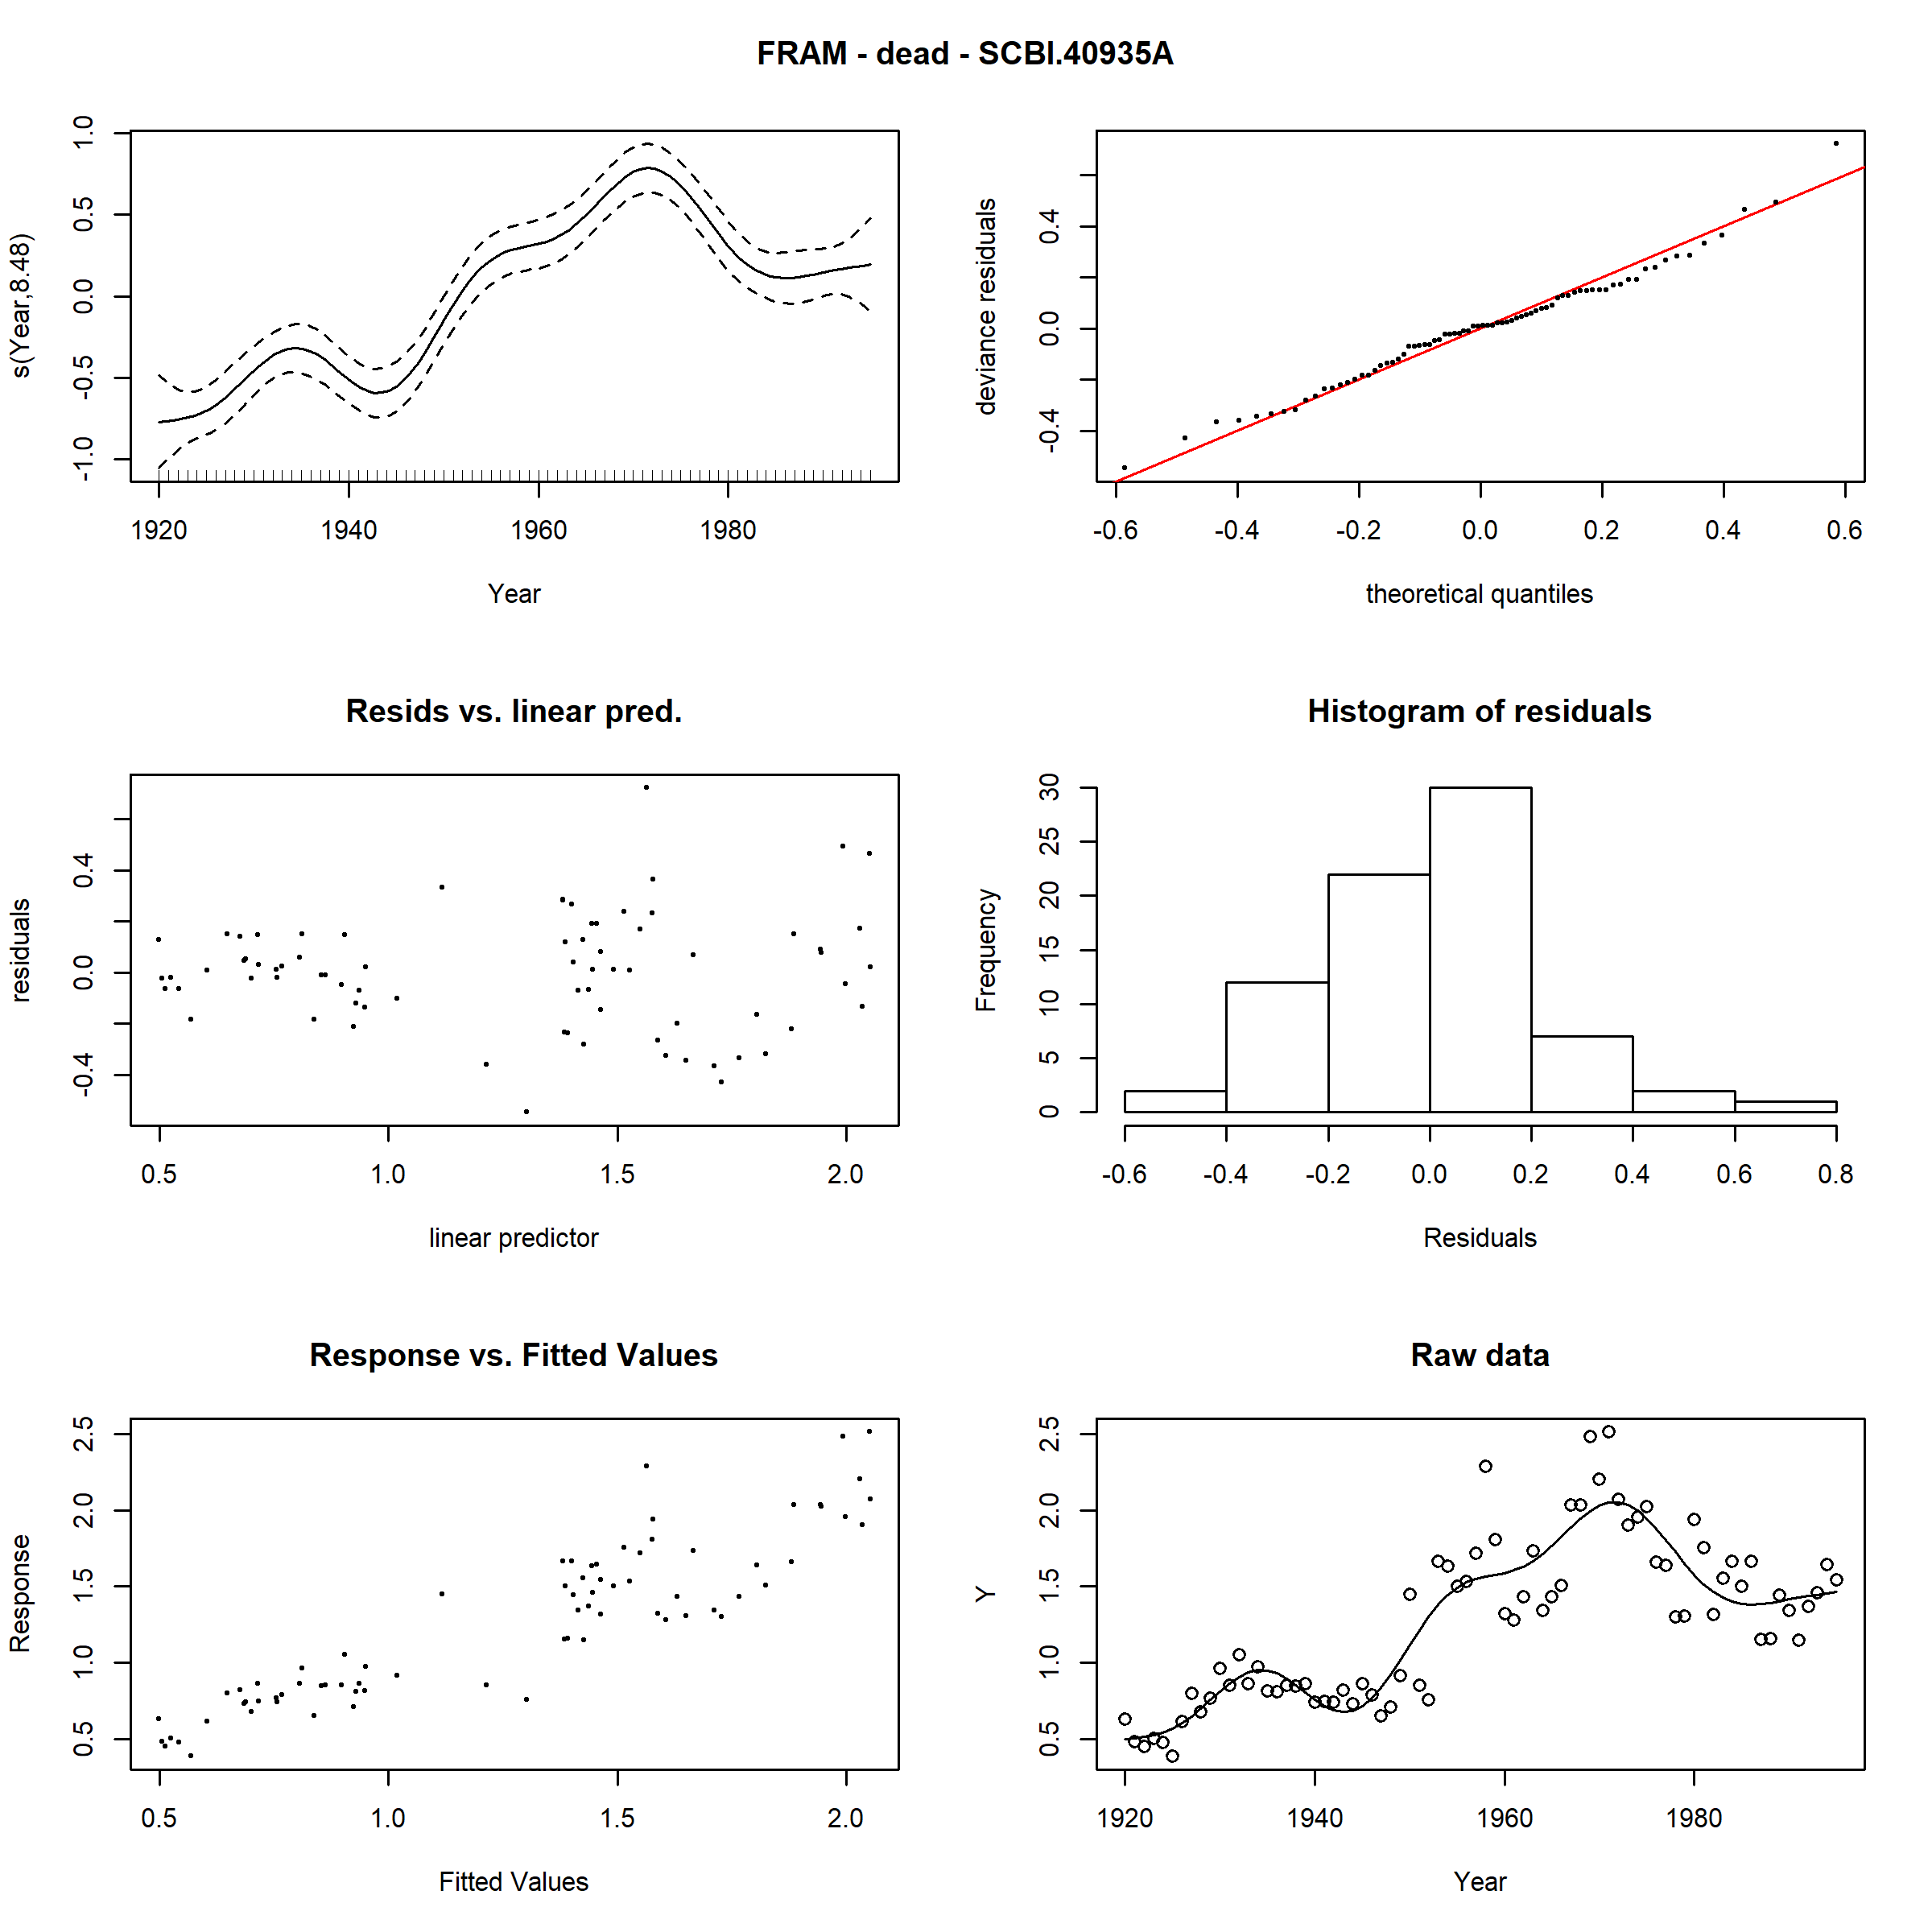 FRAM - dead - SCBI.40935A
s(Year,8.48)
-1.0 -0.5 0.0 0.5 1.0
1920 1940 1960 1980
Year
deviance residuals
-0.4 0.0 0.4
-0.6 -0.4 -0.2 0.0 0.2 0.4 0.6
theoretical quantiles
Resids vs. linear pred.
residuals
-0.4 0.0 0.4
0.5 1.0 1.5 2.0
linear predictor
Histogram of residuals
Frequency
0 5 10 15 20 25 30
-0.6 -0.4 -0.2 0.0 0.2 0.4 0.6 0.8
Residuals
Response vs. Fitted Values
Response
0.5 1.0 1.5 2.0 2.5
0.5 1.0 1.5 2.0
Fitted Values
Raw data
Y
0.5 1.0 1.5 2.0 2.5
1920 1940 1960 1980
Year